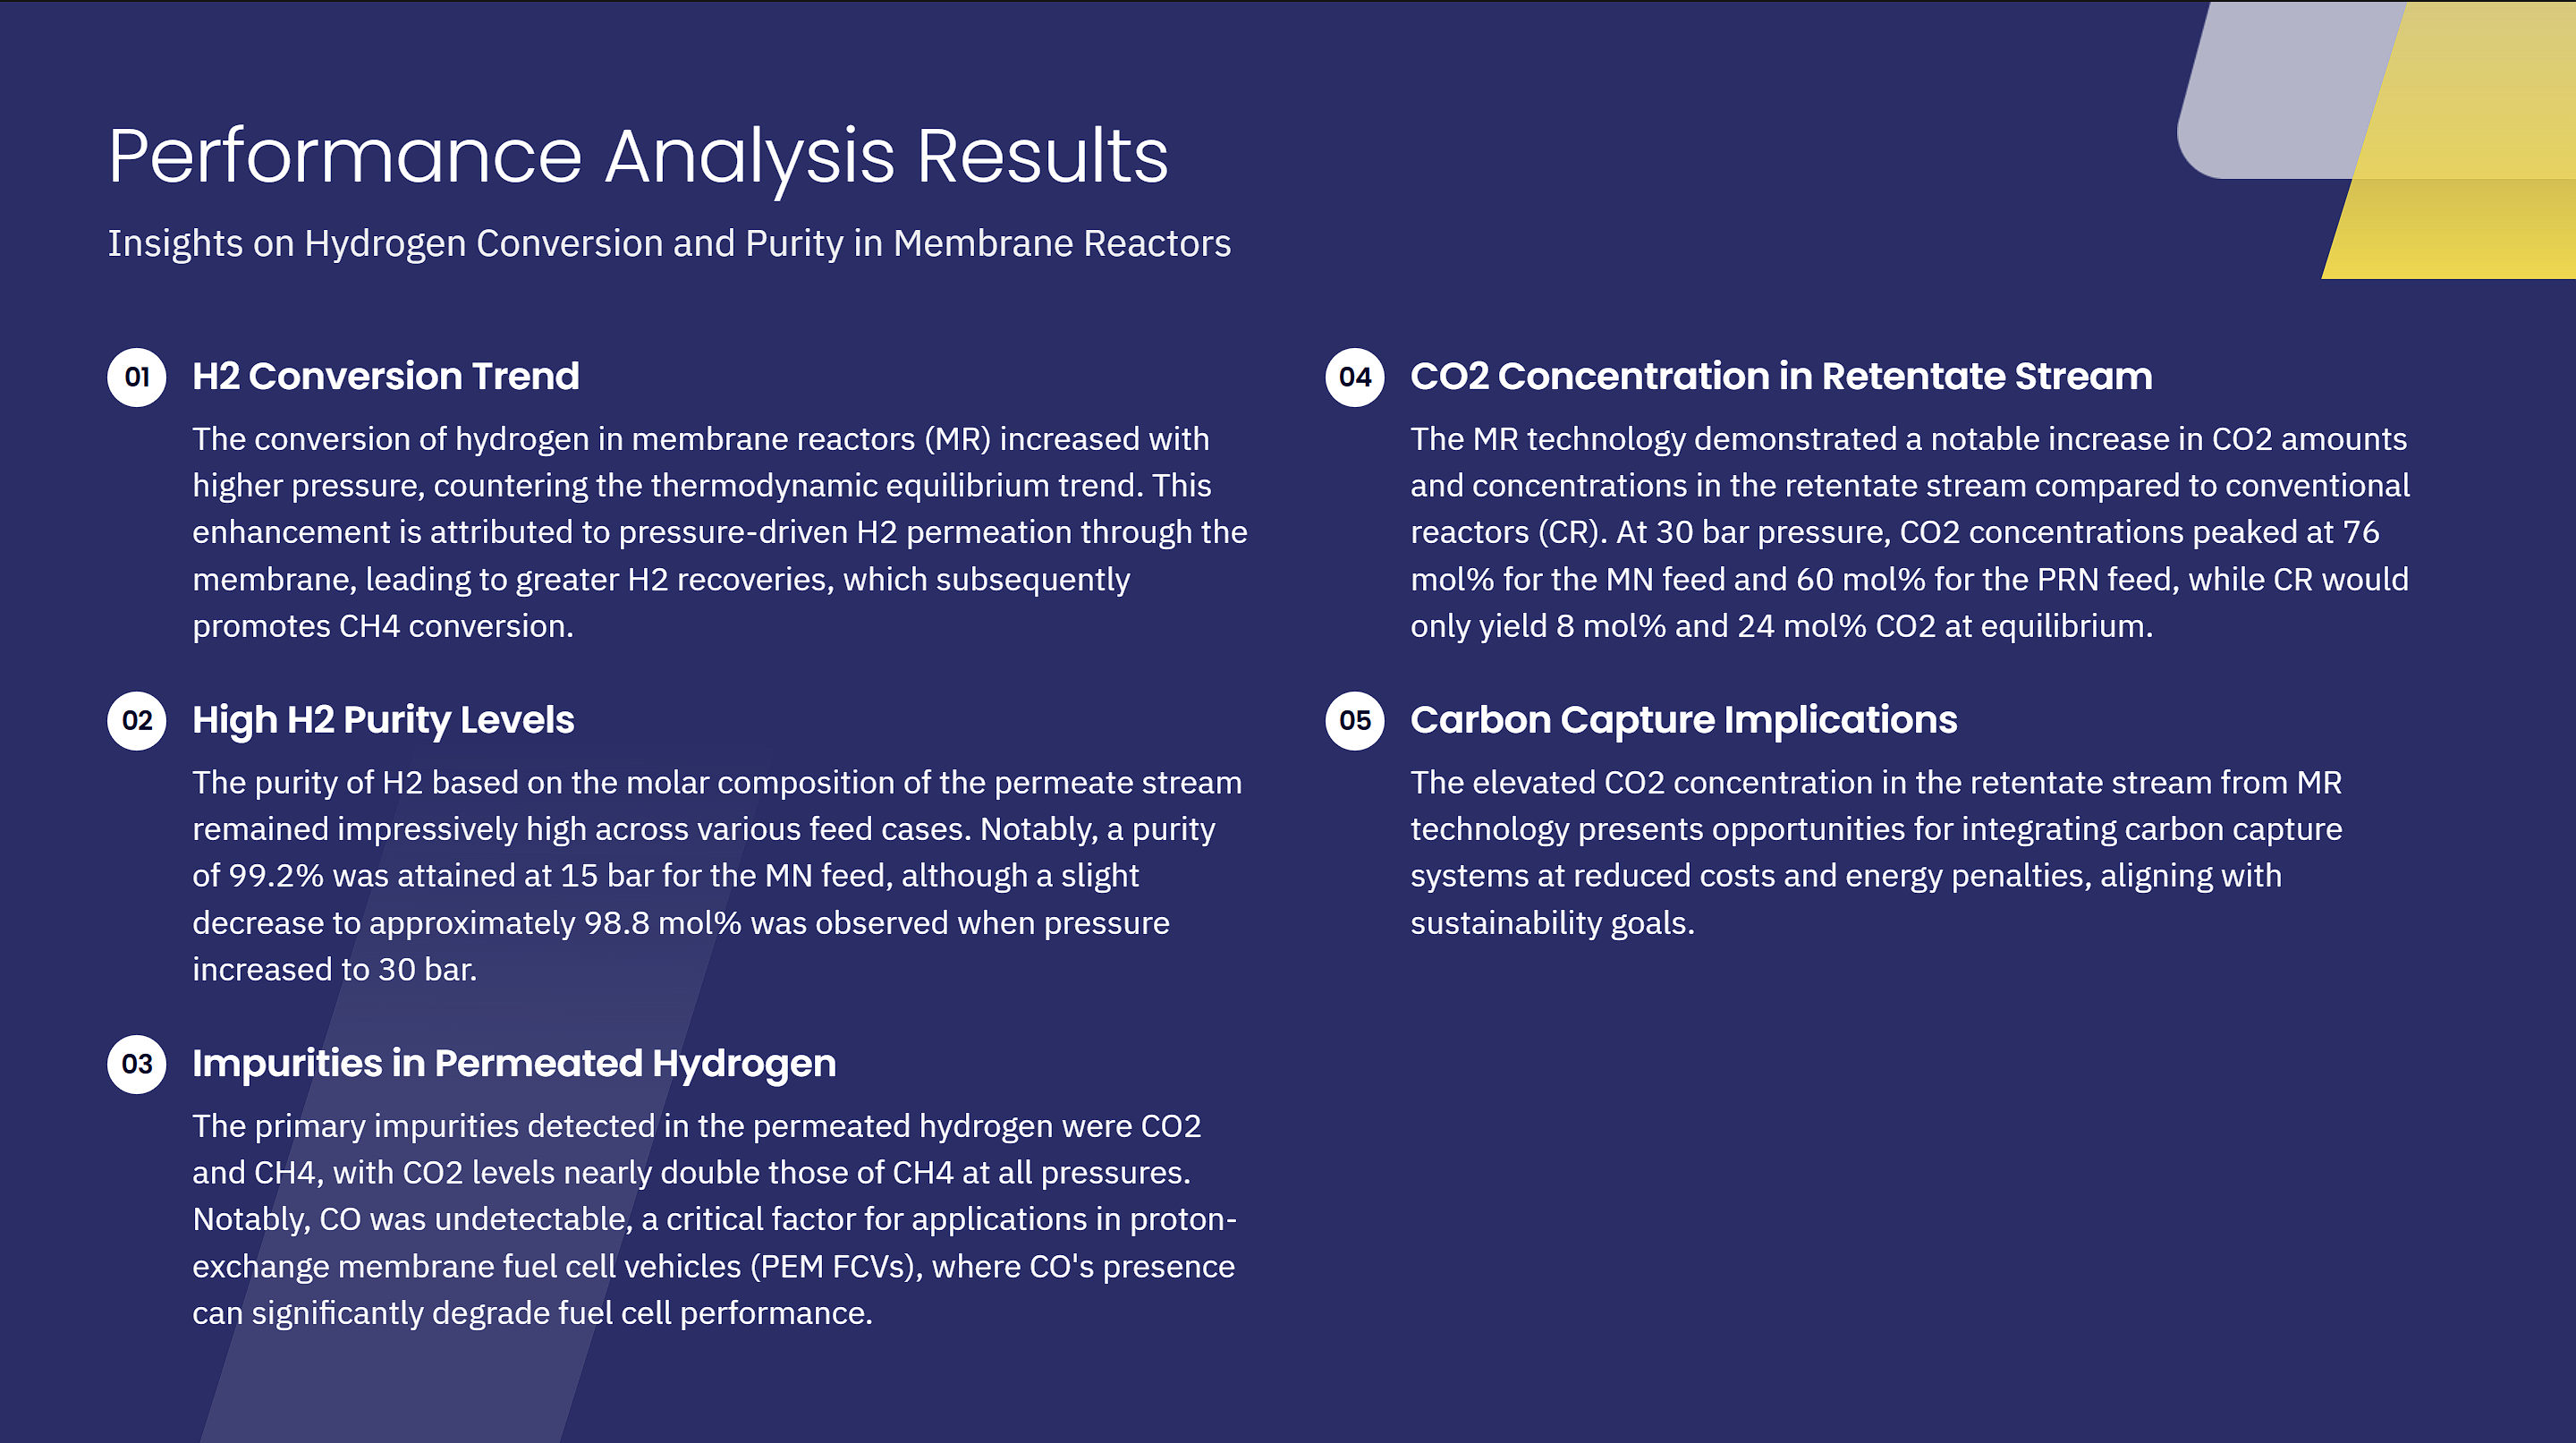 Performance Analysis Results
Insights on Hydrogen Conversion and Purity in Membrane Reactors
01
H2 Conversion Trend
The conversion of hydrogen in membrane reactors (MR) increased with
higher pressure, countering the thermodynamic equilibrium trend. This
enhancement is attributed to pressure-driven H2 permeation through the
membrane, leading to greater H2 recoveries, which subsequently
promotes CH4 conversion.
02
High H2 Purity Levels
The purity of H2 based on the molar composition of the permeate stream
remained impressively high across various feed cases. Notably, a purity
of 99.2% was attained at 15 bar for the MN feed, although a slight
decrease to approximately 98.8 mol% was observed when pressure
increased to 30 bar.
03
Impurities in Permeated Hydrogen
The primary impurities detected in the permeated hydrogen were CO2
and CH4, with CO2 levels nearly double those of CH4 at all pressures.
Notably, CO was undetectable, a critical factor for applications in proton-
exchange membrane fuel cell vehicles (PEM FCVs), where CO's presence
can significantly degrade fuel cell performance.
04
CO2 Concentration in Retentate Stream
The MR technology demonstrated a notable increase in CO2 amounts
and concentrations in the retentate stream compared to conventional
reactors (CR). At 30 bar pressure, CO2 concentrations peaked at 76
mol% for the MN feed and 60 mol% for the PRN feed, while CR would
only yield 8 mol% and 24 mol% CO2 at equilibrium.
05
Carbon Capture Implications
The elevated CO2 concentration in the retentate stream from MR
technology presents opportunities for integrating carbon capture
systems at reduced costs and energy penalties, aligning with
sustainability goals.